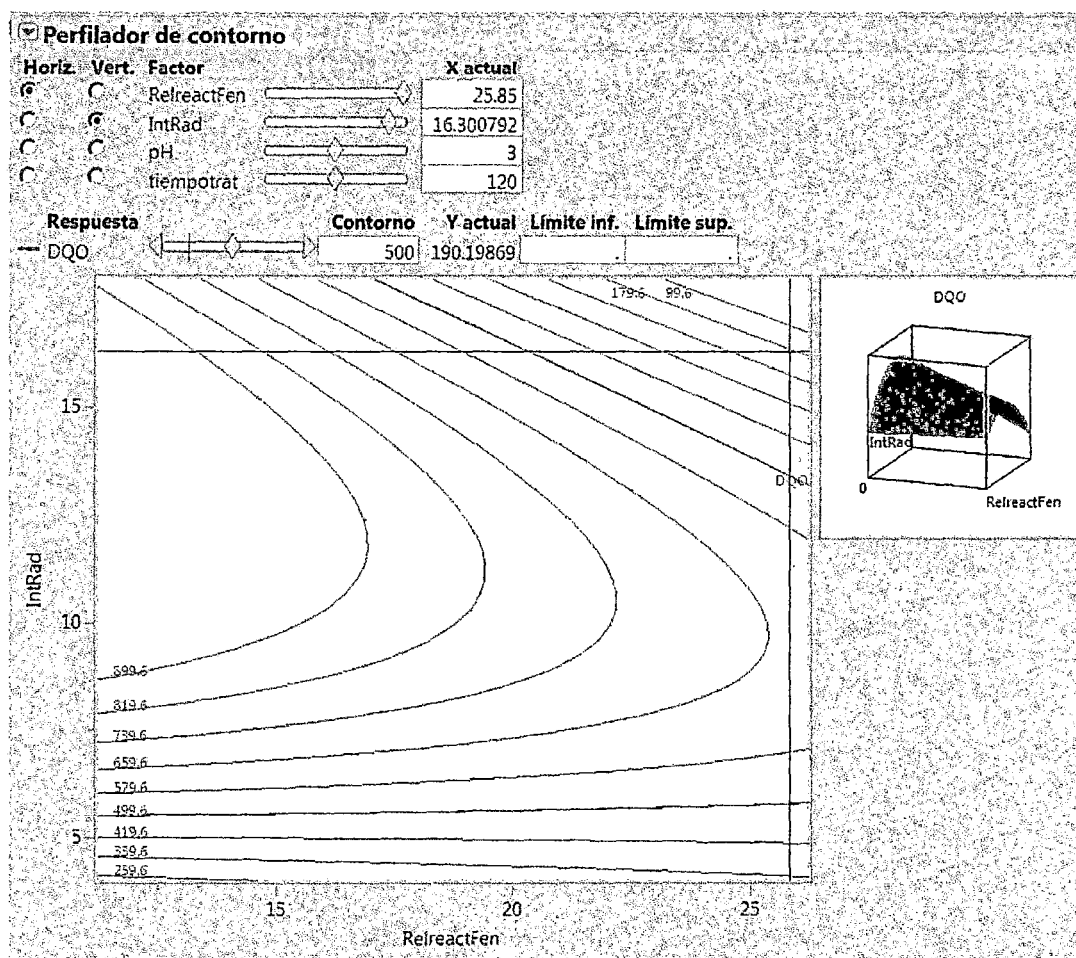 Perfilador de contorno
Horiz. Vert. Factor X actual
RelreactFen 25.85
IntRad 16.300792
pH 3
tiempotrat 120
Respuesta Contorno Y actual Límite inf. Límite sup.
DQO 500 190.19869 . .
179.6 99.6
15
DQO
IntRad
10
899.6
819.6
739.6
659.6
579.6
499.6
5
419.6
339.6
259.6
15 20 25
RelreactFen
DQO
IntRad
0
RelreactFen